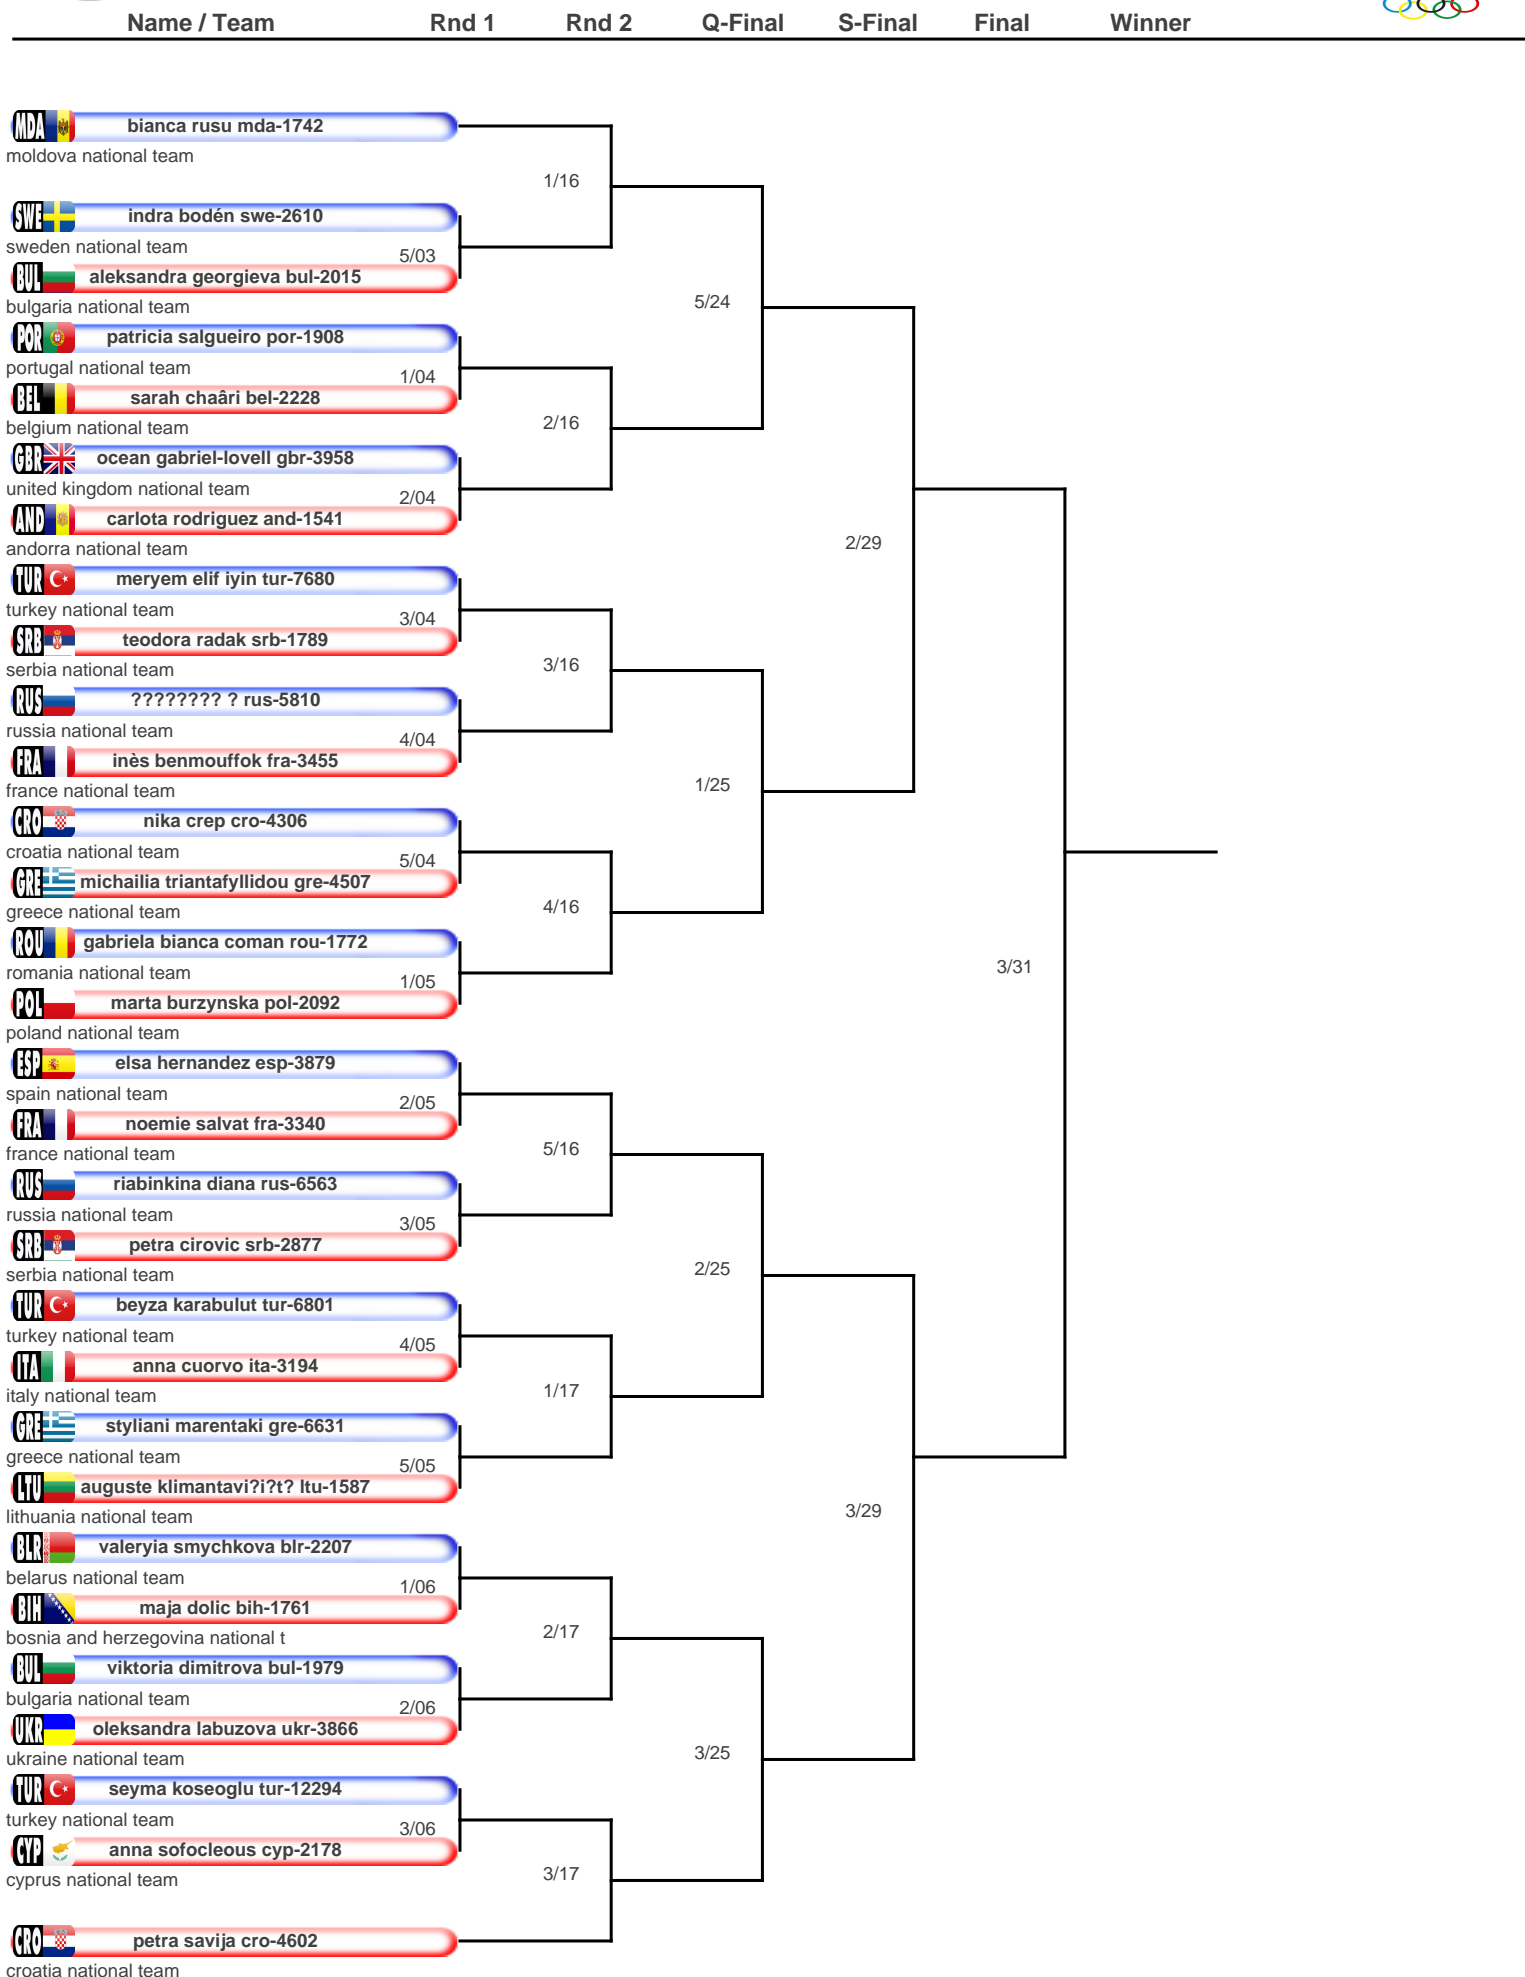 Name / Team Rnd 1 Rnd 2 Q-Final S-Final Final Winner
MDA bianca rusu mda-1742
moldova national team
1/16
SWE indra bodén swe-2610
sweden national team
5/03
BUL aleksandra georgieva bul-2015
bulgaria national team
5/24
POR patricia salgueiro por-1908
portugal national team
1/04
BEL sarah chaâri bel-2228
belgium national team
2/16
GBR ocean gabriel-lovell gbr-3958
united kingdom national team
2/04
AND carlota rodriguez and-1541
andorra national team
2/29
TUR meryem elif iyin tur-7680
turkey national team
3/04
SRB teodora radak srb-1789
serbia national team
3/16
RUS ???????? ? rus-5810
russia national team
4/04
FRA inès benmouffok fra-3455
france national team
1/25
CRO nika crep cro-4306
croatia national team
5/04
GRE michailia triantafyllidou gre-4507
greece national team
4/16
ROU gabriela bianca coman rou-1772
romania national team
3/31
1/05
POL marta burzynska pol-2092
poland national team
ESP elsa hernandez esp-3879
spain national team
2/05
FRA noemie salvat fra-3340
france national team
5/16
RUS riabinkina diana rus-6563
russia national team
3/05
SRB petra cirovic srb-2877
serbia national team
2/25
TUR beyza karabulut tur-6801
turkey national team
4/05
ITA anna cuorvo ita-3194
italy national team
1/17
GRE styliani marentaki gre-6631
greece national team
5/05
LTU auguste klimantavi?i?t? ltu-1587
lithuania national team
3/29
BLR valeryia smychkova blr-2207
belarus national team
1/06
BIH maja dolic bih-1761
bosnia and herzegovina national t
2/17
BUL viktoria dimitrova bul-1979
bulgaria national team
2/06
UKR oleksandra labuzova ukr-3866
ukraine national team
3/25
TUR seyma koseoglu tur-12294
turkey national team
3/06
CYP anna sofocleous cyp-2178
cyprus national team
3/17
CRO petra savija cro-4602
croatia national team